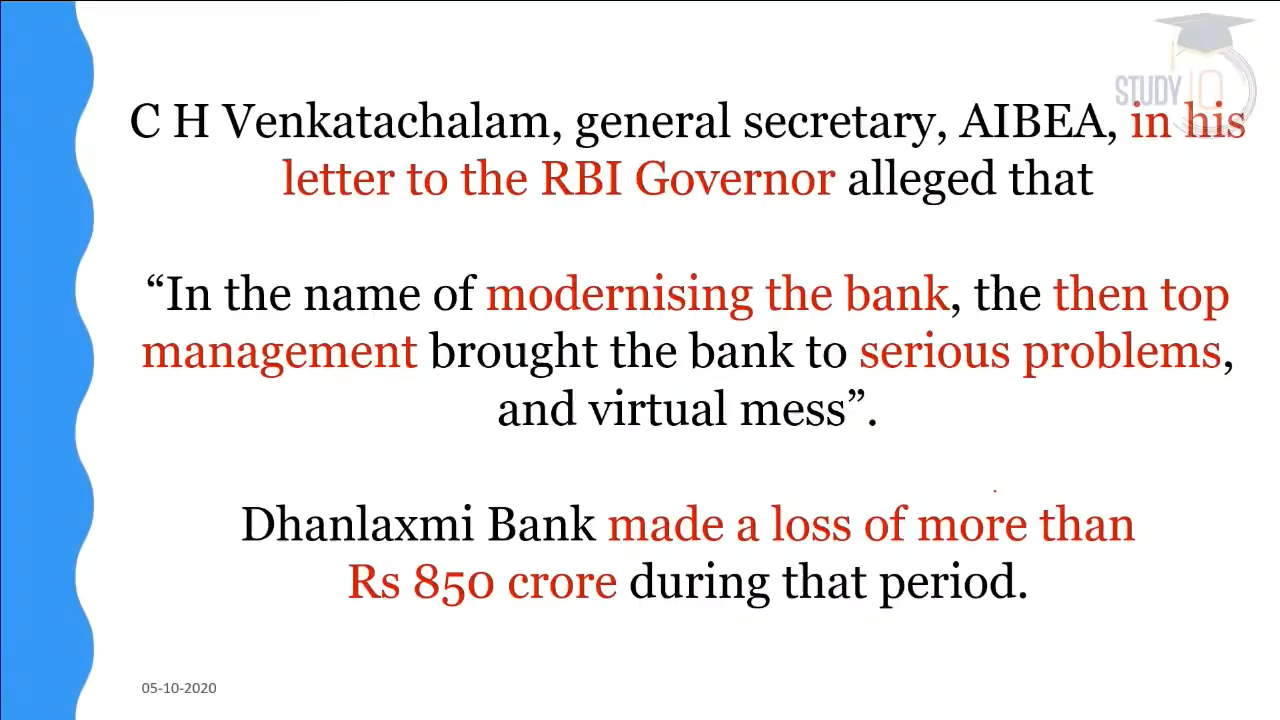 STUDY IQ
C H Venkatachalam, general secretary, AIBEA, in his
letter to the RBI Governor alleged that
“In the name of modernising the bank, the then top
management brought the bank to serious problems,
and virtual mess”.
Dhanlaxmi Bank made a loss of more than
Rs 850 crore during that period.
05-10-2020